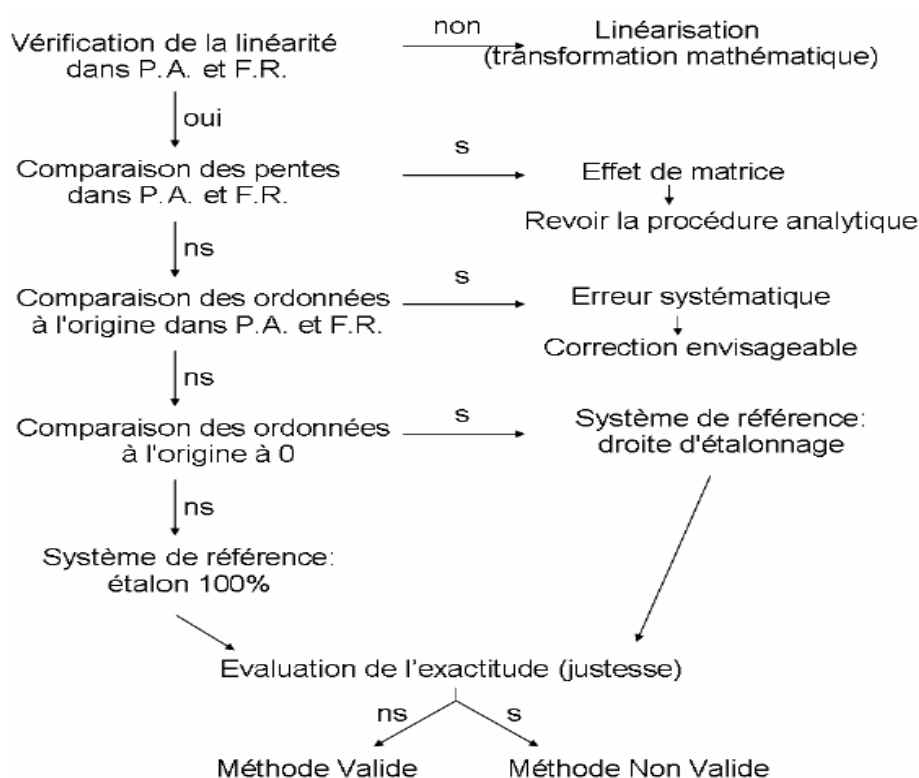 Vérification de la linéarité
dans P.A. et F.R.
non
Linéarisation
(transformation mathématique)
oui
Comparaison des pentes
dans P.A. et F.R.
s
Effet de matrice
Revoir la procédure analytique
ns
Comparaison des ordonnées
à l'origine dans P.A. et F.R.
s
Erreur systématique
Correction envisageable
ns
Comparaison des ordonnées
à l'origine à 0
s
Système de référence:
droite d'étalonnage
ns
Système de référence:
étalon 100%
Evaluation de l'exactitude (justesse)
ns
s
Méthode Valide
Méthode Non Valide